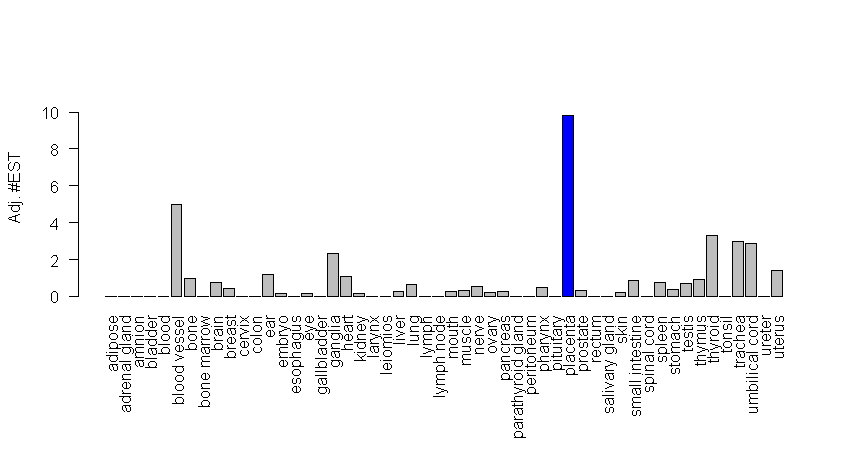 Adj. #EST
10
8
6
4
2
0
adipose
adrenal gland
amnion
bladder
blood
blood vessel
bone
bone marrow
brain
breast
cervix
colon
ear
embryo
esophagus
eye
gallbladder
ganglia
heart
kidney
larynx
leiomios
liver
lung
lymph
lymph node
mouth
muscle
nerve
ovary
pancreas
parathyroid gland
peritoneum
pharynx
pituitary
placenta
prostate
rectum
salivary gland
skin
small intestine
spinal cord
spleen
stomach
testis
thymus
thyroid
tonsil
trachea
umbilical cord
ureter
uterus